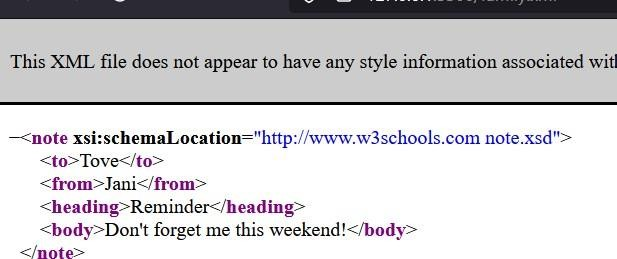 This XML file does not appear to have any style information associated
−<note xsi:schemaLocation="http://www.w3schools.com note.xsd">
<to>Tove</to>
<from>Jani</from>
<heading>Reminder</heading>
<body>Don't forget me this weekend!</body>
</note>